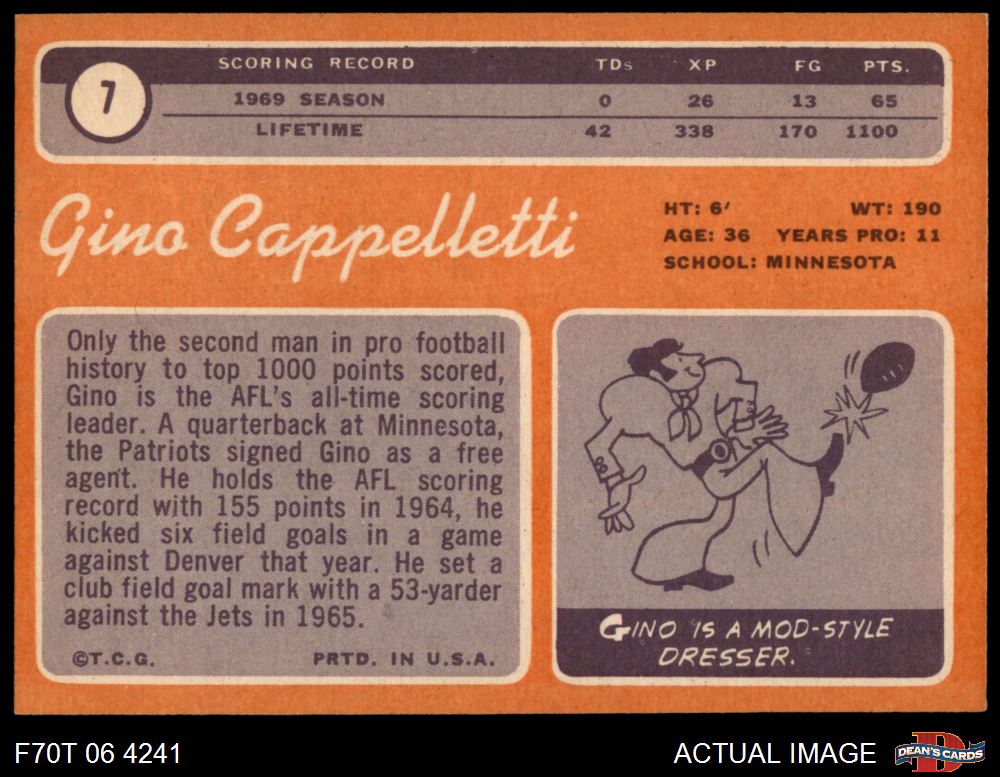 7
SCORING RECORD TDs XP FG PTS.
1969 SEASON 0 26 13 65
LIFETIME 42 338 170 1100
Gino Cappelletti
HT: 6' WT: 190
AGE: 36 YEARS PRO: 11
SCHOOL: MINNESOTA
Only the second man in pro football
history to top 1000 points scored,
Gino is the AFL's all-time scoring
leader. A quarterback at Minnesota,
the Patriots signed Gino as a free
agent. He holds the AFL scoring
record with 155 points in 1964, he
kicked six field goals in a game
against Denver that year. He set a
club field goal mark with a 53-yarder
against the Jets in 1965.
©T.C.G. PRTD. IN U.S.A.
GINO IS A MOD-STYLE
DRESSER.
F70T 06 4241
ACTUAL IMAGE
D
DEAN'S CARDS